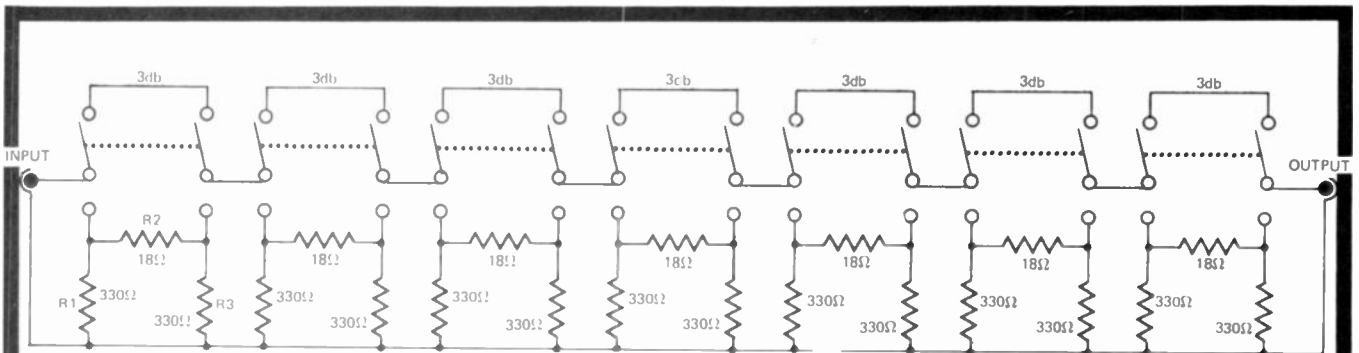 3db 3db 3db 3cb 3db 3db 3db
INPUT OUTPUT
R2
18Ω 18Ω 18Ω 18Ω 18Ω 18Ω 18Ω
R1 330Ω R3 330Ω 330Ω 330Ω 330Ω 330Ω 330Ω
330Ω 330Ω 330Ω 330Ω 330Ω 330Ω 330Ω